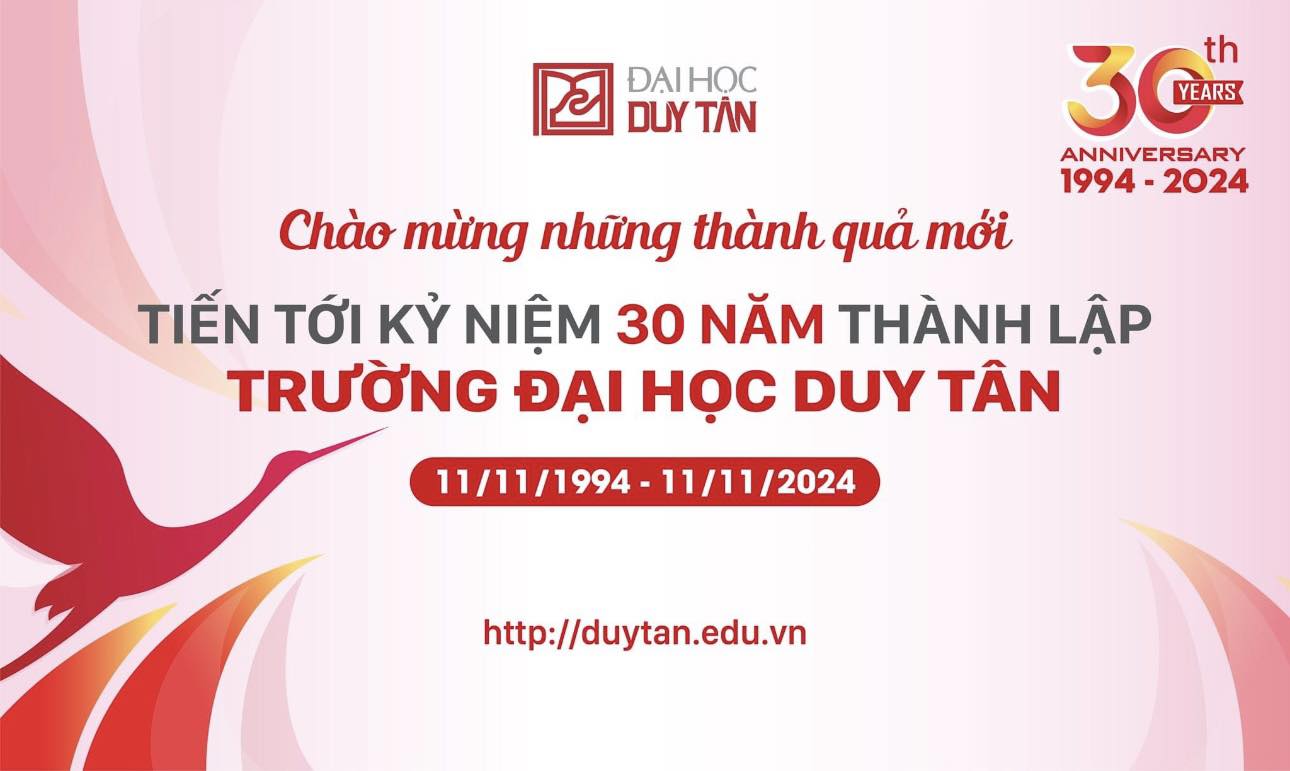 ĐẠI HỌC
DUY TÂN
30th
YEARS
ANNIVERSARY
1994 - 2024
Chào mừng những thành quả mới
TIẾN TỚI KỶ NIỆM 30 NĂM THÀNH LẬP
TRƯỜNG ĐẠI HỌC DUY TÂN
11/11/1994 - 11/11/2024
http://duytan.edu.vn